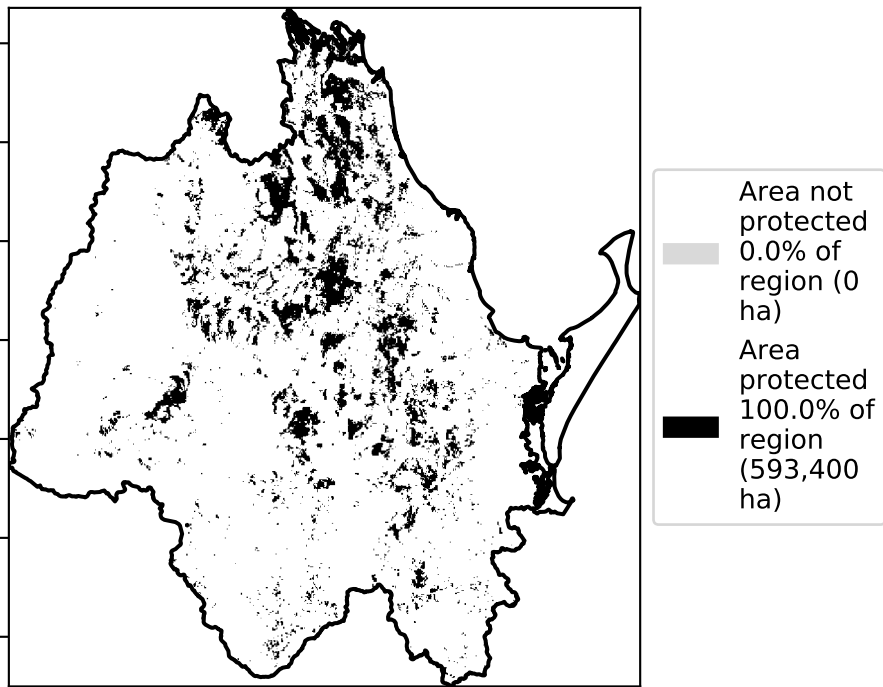 Area not
protected
0.0% of
region (0
ha)
Area
protected
100.0% of
region
(593,400
ha)